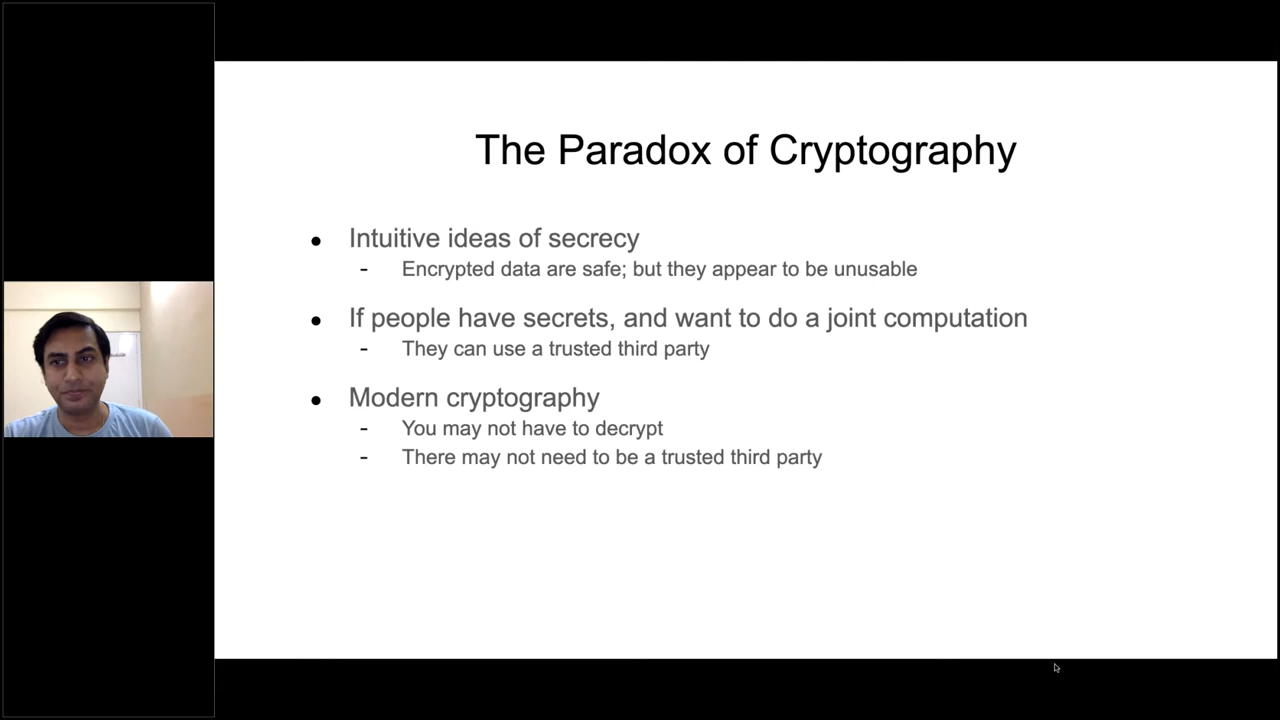 The Paradox of Cryptography
● Intuitive ideas of secrecy
- Encrypted data are safe; but they appear to be unusable
● If people have secrets, and want to do a joint computation
- They can use a trusted third party
● Modern cryptography
- You may not have to decrypt
- There may not need to be a trusted third party